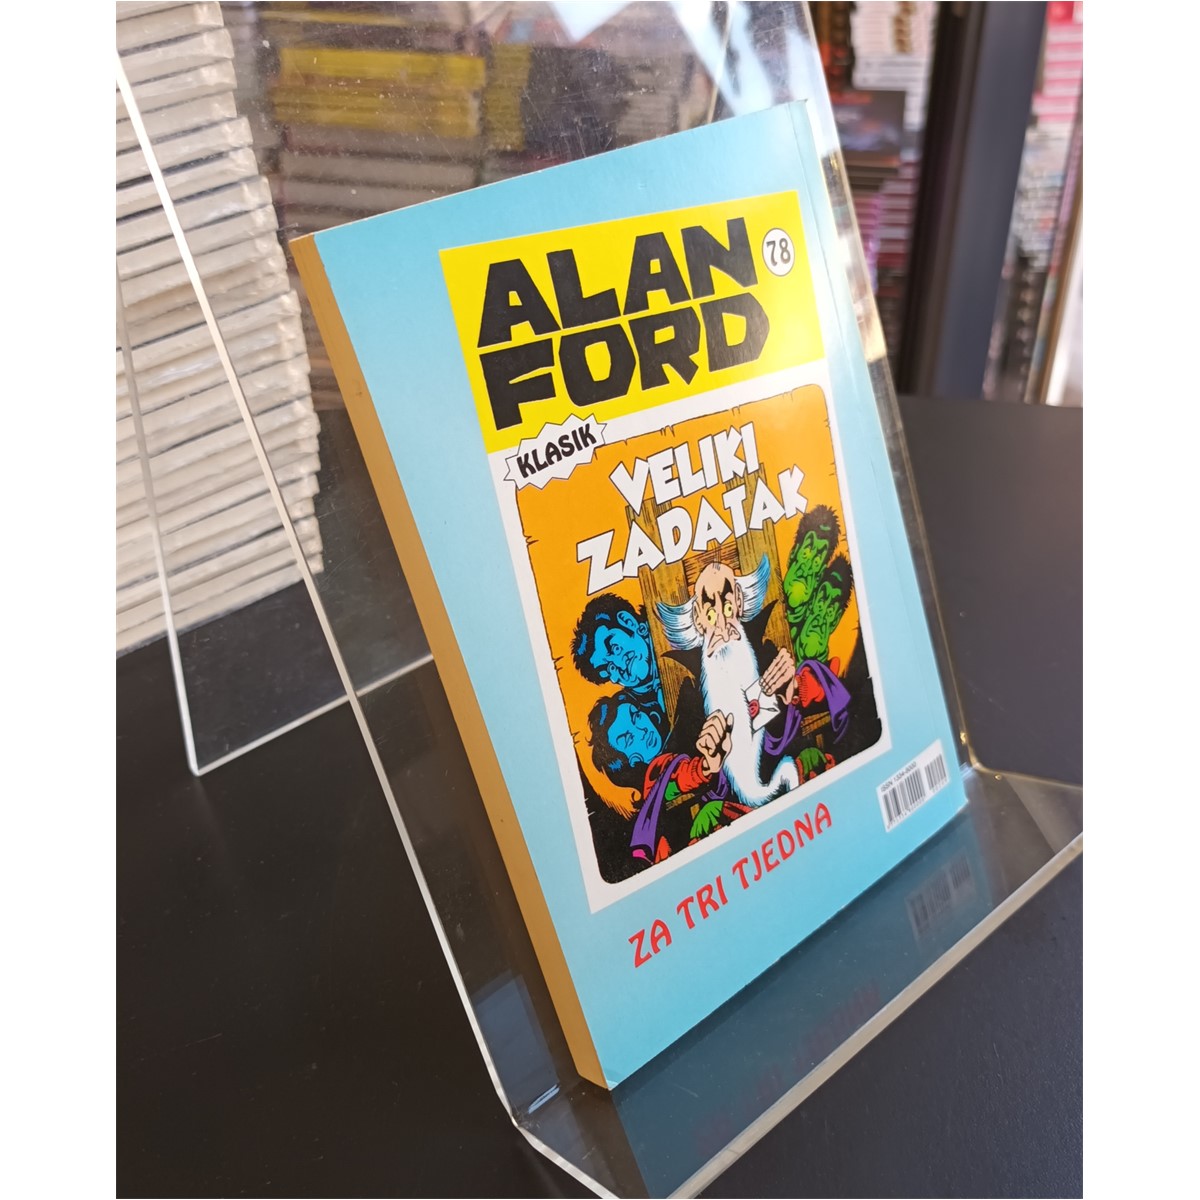 ALAN
FORD
78
KLASIK
VELIKI
ZADATAK
ZA TRI TJEDNA